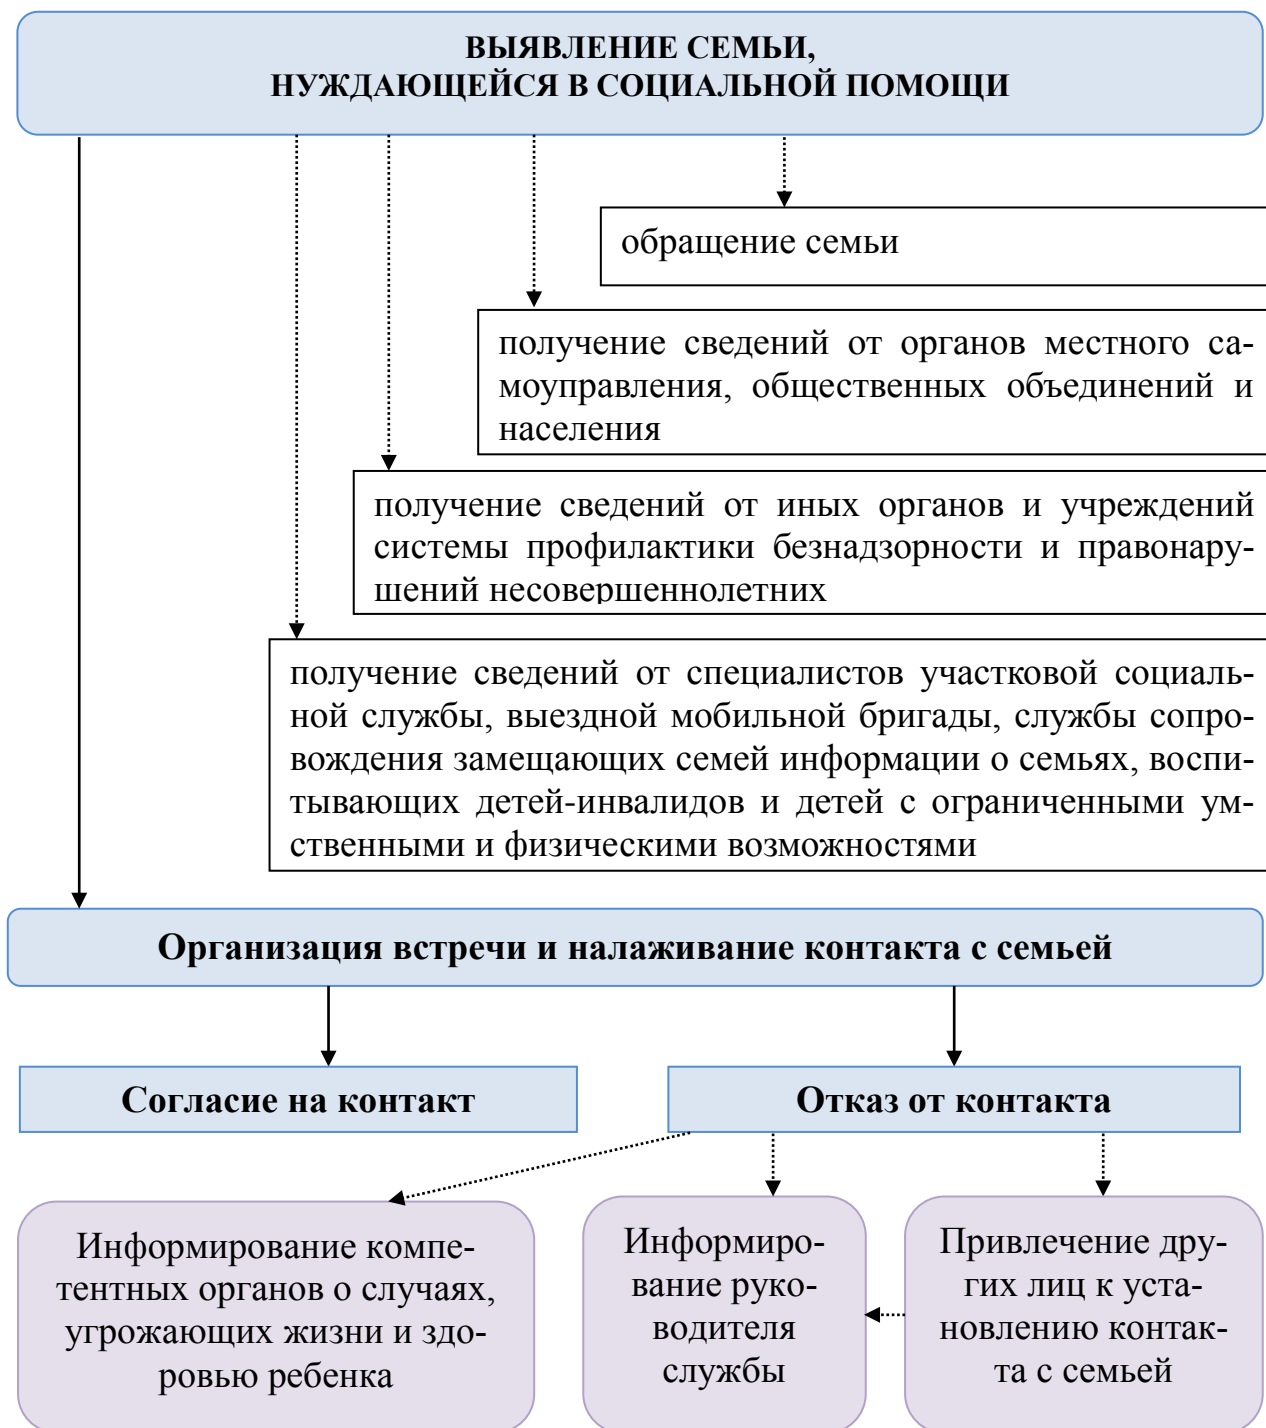 ВЫЯВЛЕНИЕ СЕМЬИ,
НУЖДАЮЩЕЙСЯ В СОЦИАЛЬНОЙ ПОМОЩИ
обращение семьи
получение сведений от органов местного са-
моуправления, общественных объединений и
населения
получение сведений от иных органов и учреждений
системы профилактики безнадзорности и правонару-
шений несовершеннолетних
получение сведений от специалистов участковой социаль-
ной службы, выездной мобильной бригады, службы сопро-
вождения замещающих семей информации о семьях, воспи-
тывающих детей-инвалидов и детей с ограниченными ум-
ственными и физическими возможностями
Организация встречи и налаживание контакта с семьей
Согласие на контакт
Отказ от контакта
Информирование компе-
тентных органов о случаях,
угрожающих жизни и здо-
ровью ребенка
Информиро-
вание руко-
водителя
службы
Привлечение дру-
гих лиц к уста-
новлению контак-
та с семьей